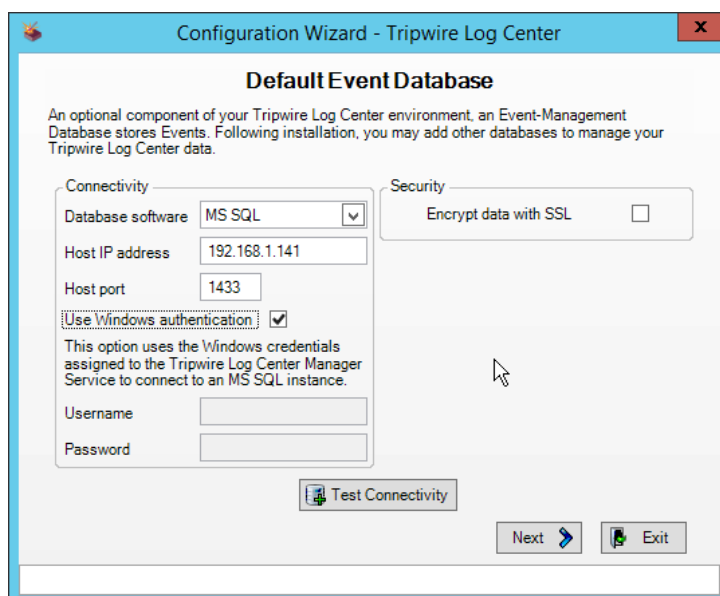 Configuration Wizard - Tripwire Log Center
x
Default Event Database
An optional component of your Tripwire Log Center environment, an Event-Management
Database stores Events. Following installation, you may add other databases to manage your
Tripwire Log Center data.
Connectivity
Database software
MS SQL
Host IP address
192.168.1.141
Host port
1433
Use Windows authentication
This option uses the Windows credentials
assigned to the Tripwire Log Center Manager
Service to connect to an MS SQL instance.
Username
Password
Security
Encrypt data with SSL
Test Connectivity
Next
Exit